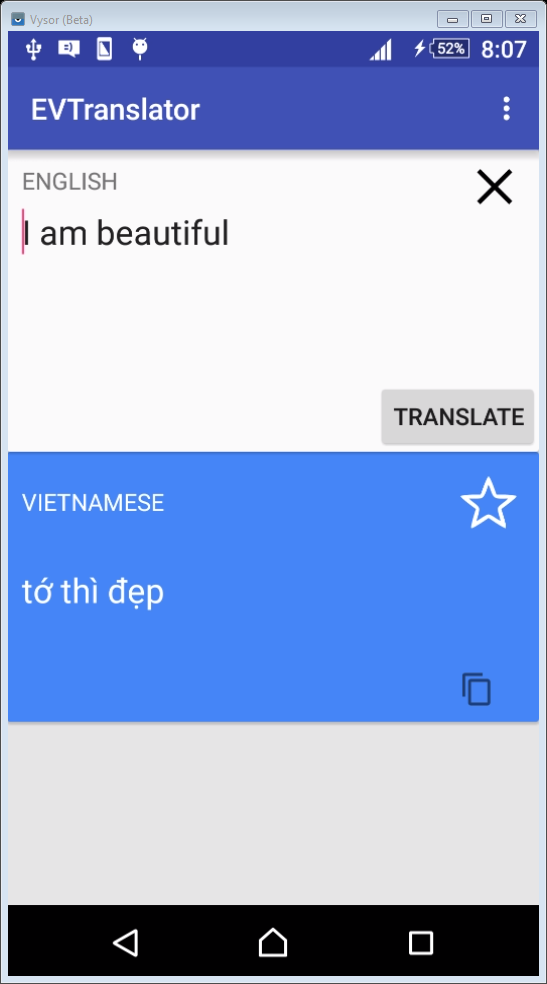 Vysor (Beta)
52% 8:07
EVTranslator
ENGLISH
I am beautiful
TRANSLATE
VIETNAMESE
tớ thì đẹp